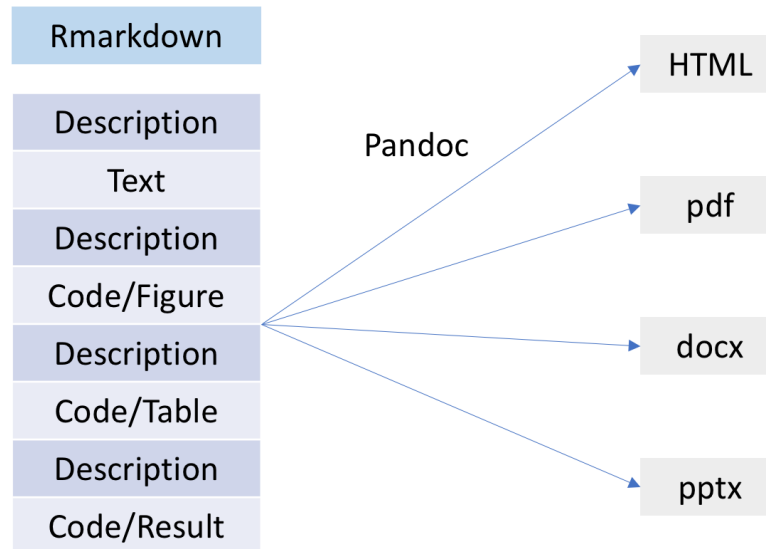 Rmarkdown
Description
Text
Description
Code/Figure
Description
Code/Table
Description
Code/Result
Pandoc
HTML
pdf
docx
pptx